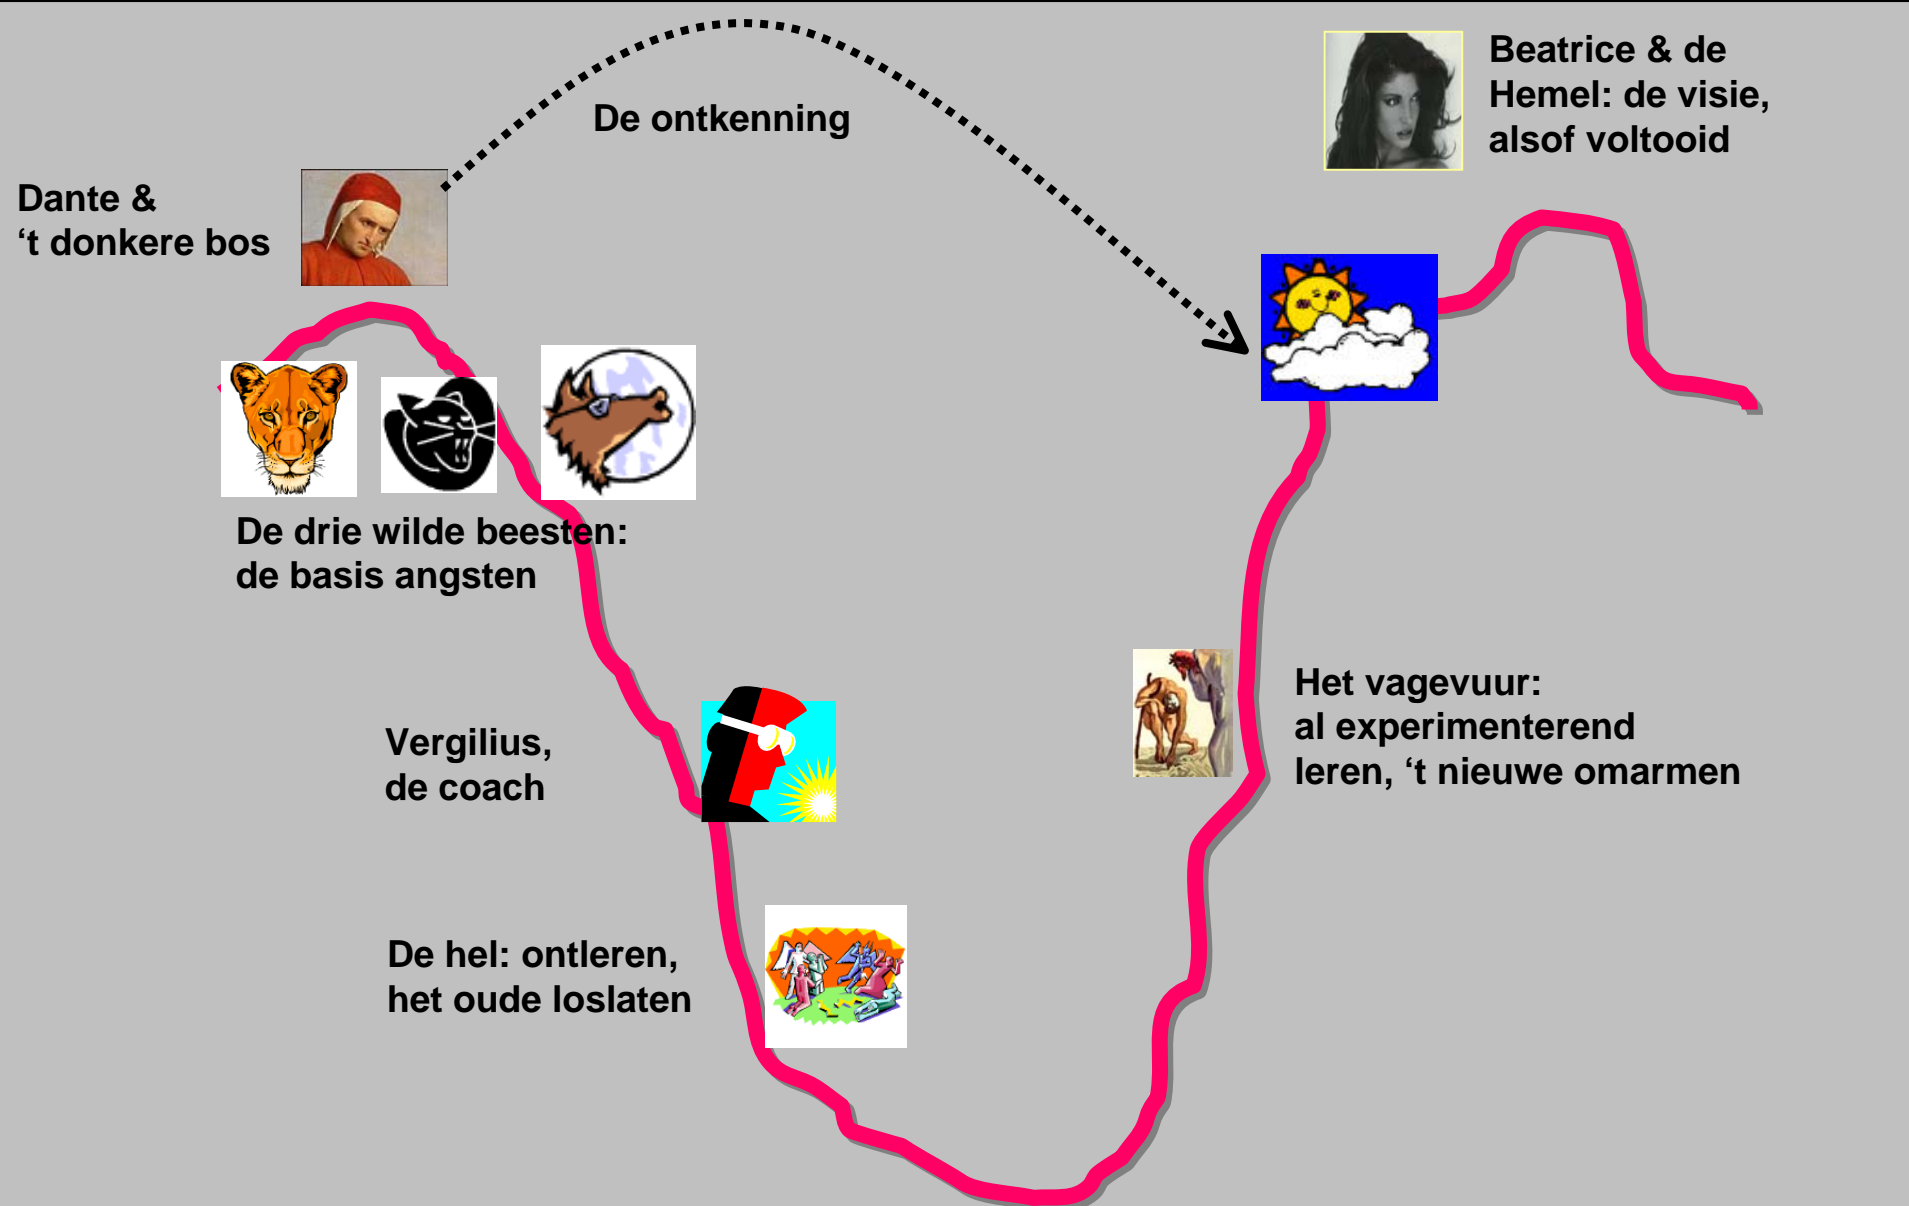 Beatrice & de
Hemel: de visie,
alsof voltooid
De ontkenning
Dante &
‘t donkere bos
De drie wilde beesten:
de basis angsten
Vergilius,
de coach
Het vagevuur:
al experimenterend
leren, ‘t nieuwe omarmen
De hel: ontleren,
het oude loslaten